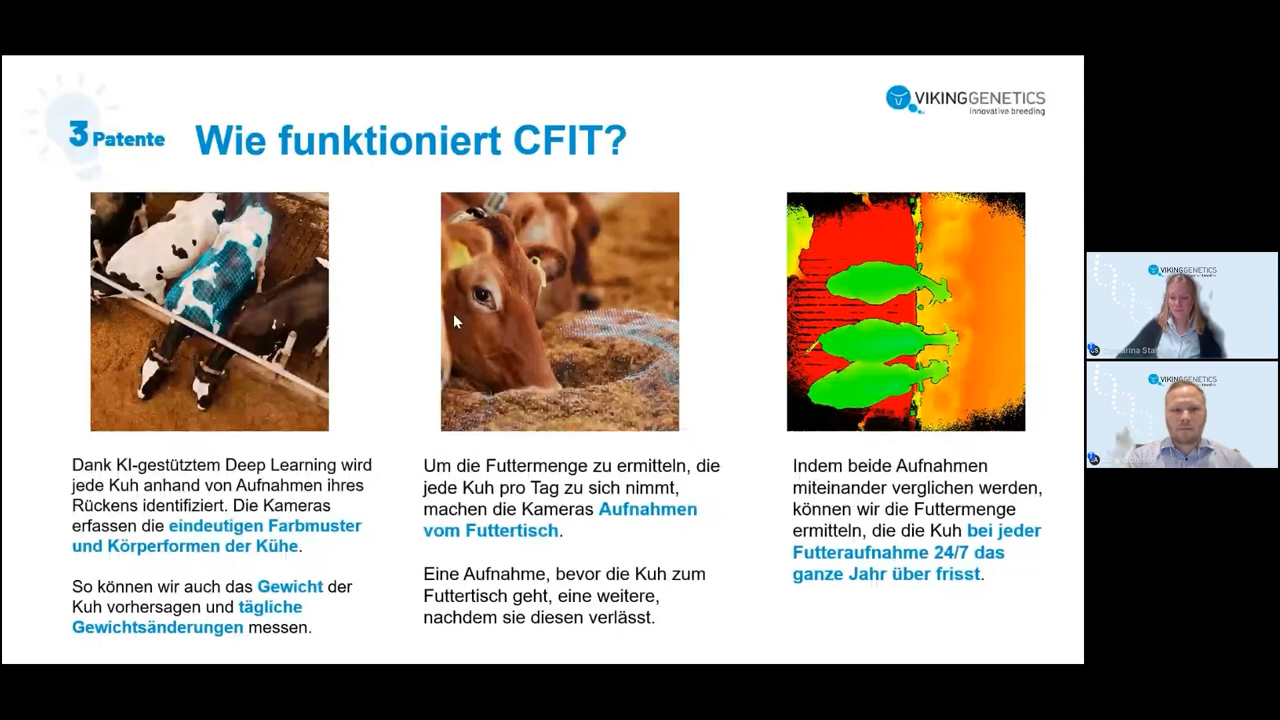 3 Patente
Wie funktioniert CFIT?
VIKINGGENETICS
innovative breeding
Dank KI-gestütztem Deep Learning wird
jede Kuh anhand von Aufnahmen ihres
Rückens identifiziert. Die Kameras
erfassen die eindeutigen Farbmuster
und Körperformen der Kühe.
So können wir auch das Gewicht der
Kuh vorhersagen und tägliche
Gewichtsänderungen messen.
Um die Futtermenge zu ermitteln, die
jede Kuh pro Tag zu sich nimmt,
machen die Kameras Aufnahmen
vom Futtertisch.
Eine Aufnahme, bevor die Kuh zum
Futtertisch geht, eine weitere,
nachdem sie diesen verlässt.
Indem beide Aufnahmen
miteinander verglichen werden,
können wir die Futtermenge
ermitteln, die die Kuh bei jeder
Futteraufnahme 24/7 das
ganze Jahr über frisst.
VIKINGGENETICS
VIKINGGENETICS